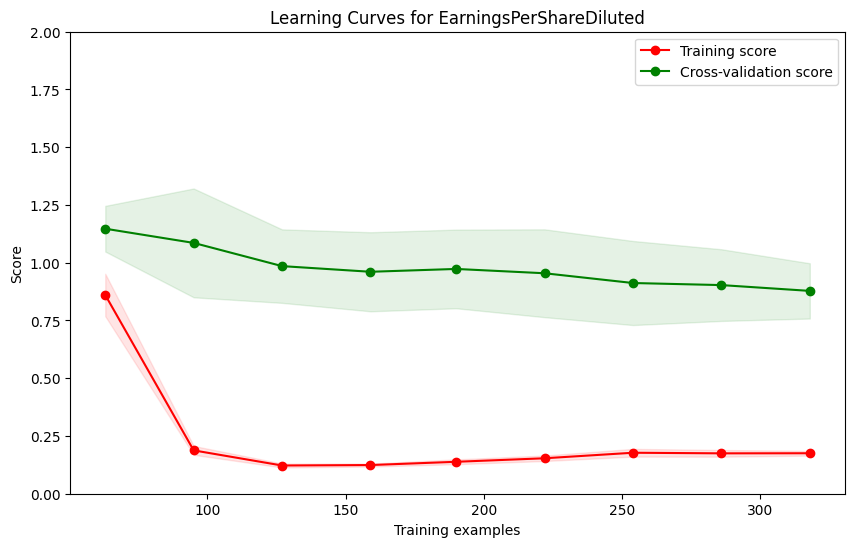 Learning Curves for EarningsPerShareDiluted
2.00
1.75
1.50
1.25
1.00
0.75
0.50
0.25
0.00
Score
Training score
Cross-validation score
100
150
200
250
300
Training examples